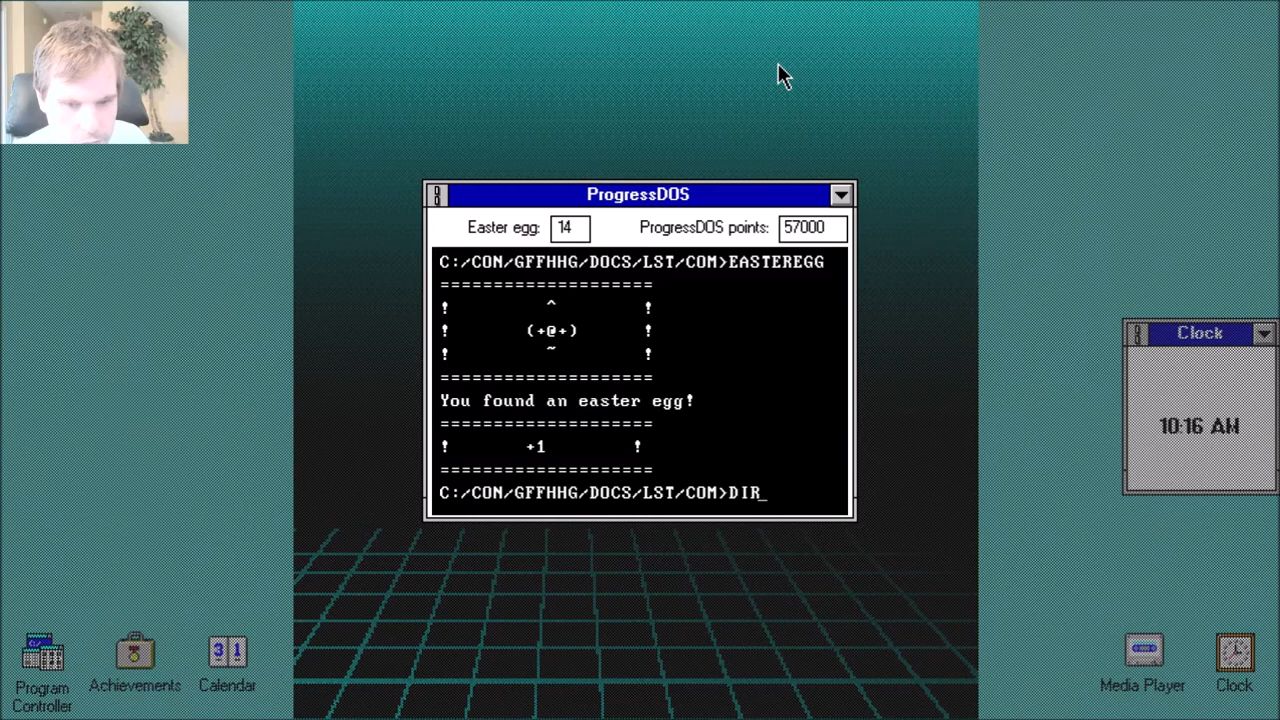 ProgressDOS
Easter egg: 14 ProgressDOS points: 57000
C:/CON/GFFHHG/DOCS/LST/COM>EASTEREGG
====================
! ^ !
! (+@+) !
! ~ !
====================
You found an easter egg!
====================
! +1 !
====================
C:/CON/GFFHHG/DOCS/LST/COM>DIR_
Clock
10:16 AM
Program Controller
Achievements
31
Calendar
Media Player
Clock